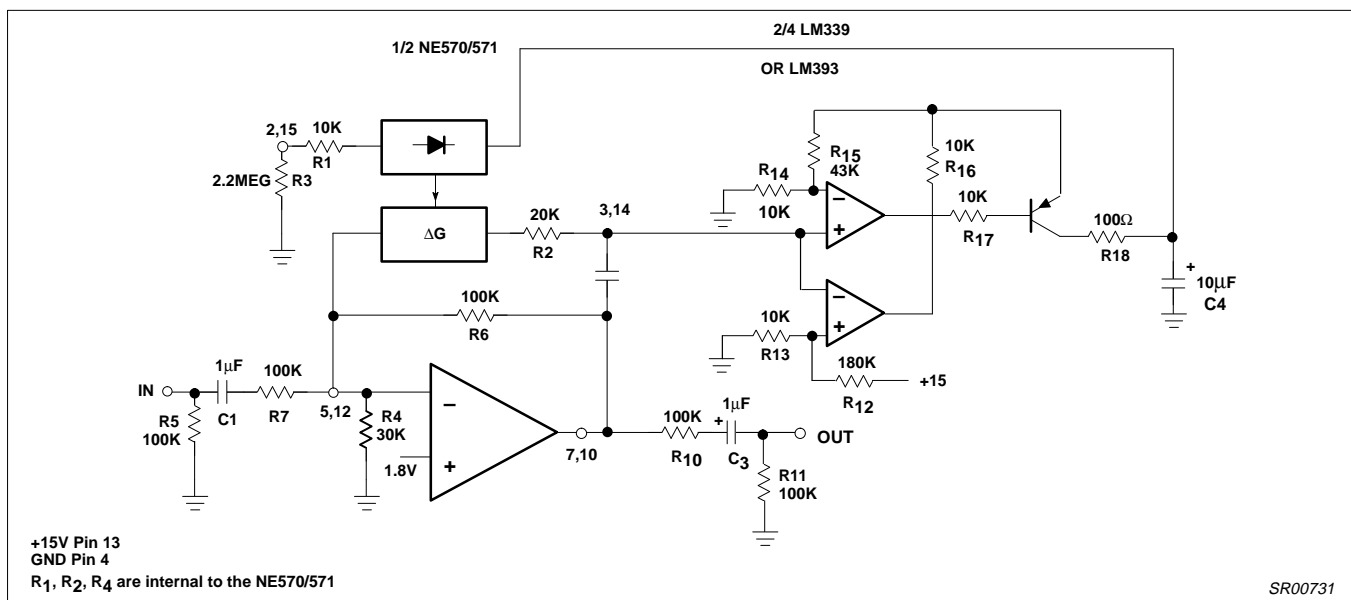 2/4 LM339
1/2 NE570/571
OR LM393
2,15
10K
R1
2.2MEG
R3
ΔG
20K
R2
3,14
R14
10K
R15
43K
10K
R16
10K
R17
100Ω
R18
+
10µF
C4
−
+
−
+
10K
R13
180K
R12
+15
100K
R6
IN
1µF
C1
100K
R7
5,12
R5
100K
R4
30K
1.8V
−
+
7,10
100K
R10
1µF
+
C3
OUT
R11
100K
+15V Pin 13
GND Pin 4
R1, R2, R4 are internal to the NE570/571
SR00731